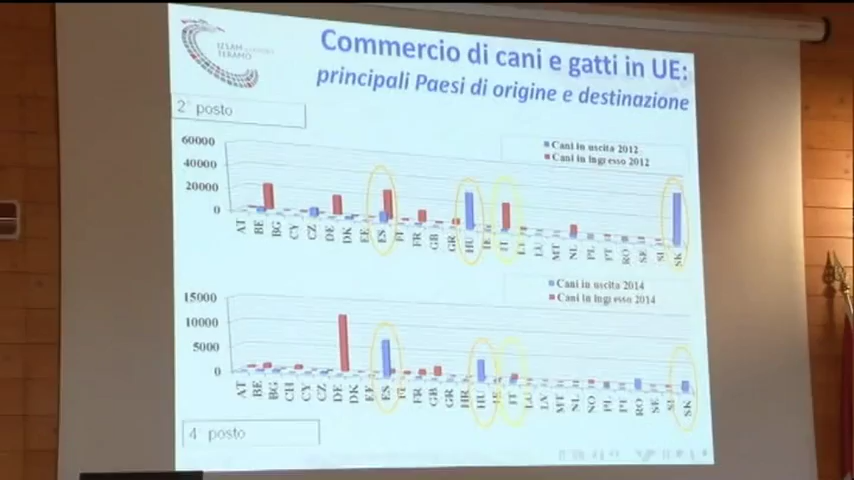 IZSAM
TERAMO
Commercio di cani e gatti in UE:
principali Paesi di origine e destinazione
2° posto
60000
40000
20000
0
Cani in uscita 2012
Cani in ingresso 2012
AT BE BG CY CZ DE DK EE ES FI FR GB GR HU IE IT LT LU MT NL PL PT RO SE SI SK
15000
10000
5000
0
Cani in uscita 2014
Cani in ingresso 2014
AT BE BG CH CY CZ DE DK EE ES FI FR GB GR HR HU IE IT LU LV MT NL NO PL PT RO SE SI SK
4° posto